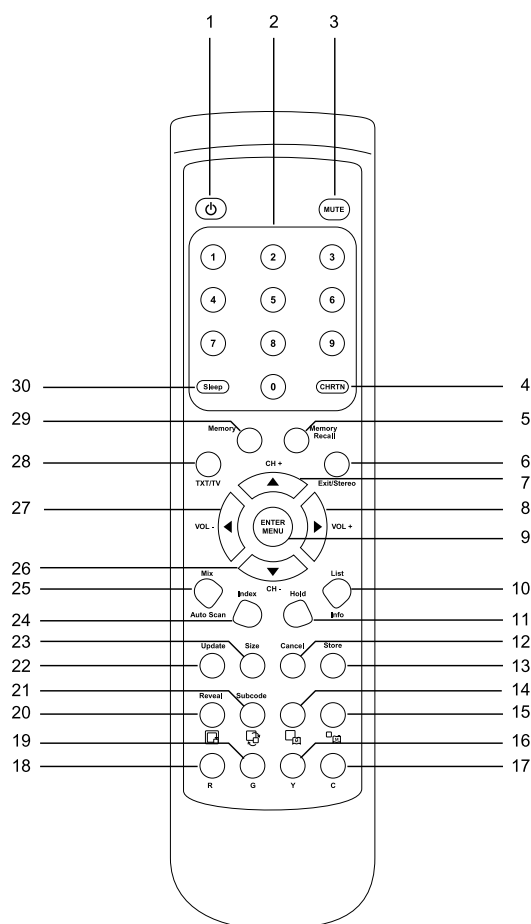 1 2 3
MUTE
1 2 3
4 5 6
7 8 9
30 Sleep 0 CHRTN 4
29 Memory Memory Recall 5
28 TXT/TV CH + Exit/Stereo 6
7
27 VOL - ENTER MENU VOL + 8
9
26 CH -
25 Mix List 10
Auto Scan Index Hold Info
24 11
23 Update Size Cancel Store 12
22 13
21 Reveal Subcode 14
20 15
19 16
18 17
R G Y C